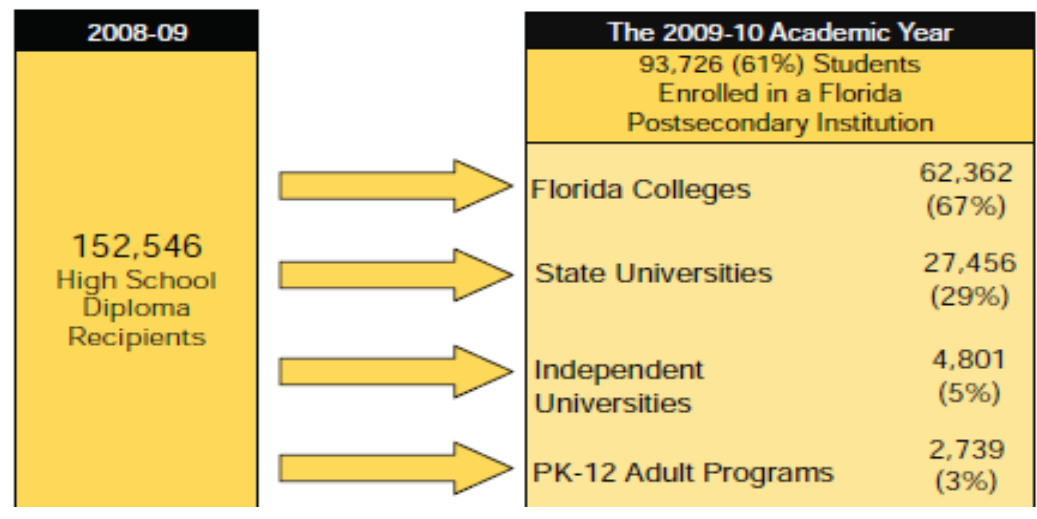 2008-09
152,546
High School
Diploma
Recipients
The 2009-10 Academic Year
93,726 (61%) Students
Enrolled in a Florida
Postsecondary Institution
Florida Colleges
62,362
(67%)
State Universities
27,456
(29%)
Independent
Universities
4,801
(5%)
PK-12 Adult Programs
2,739
(3%)